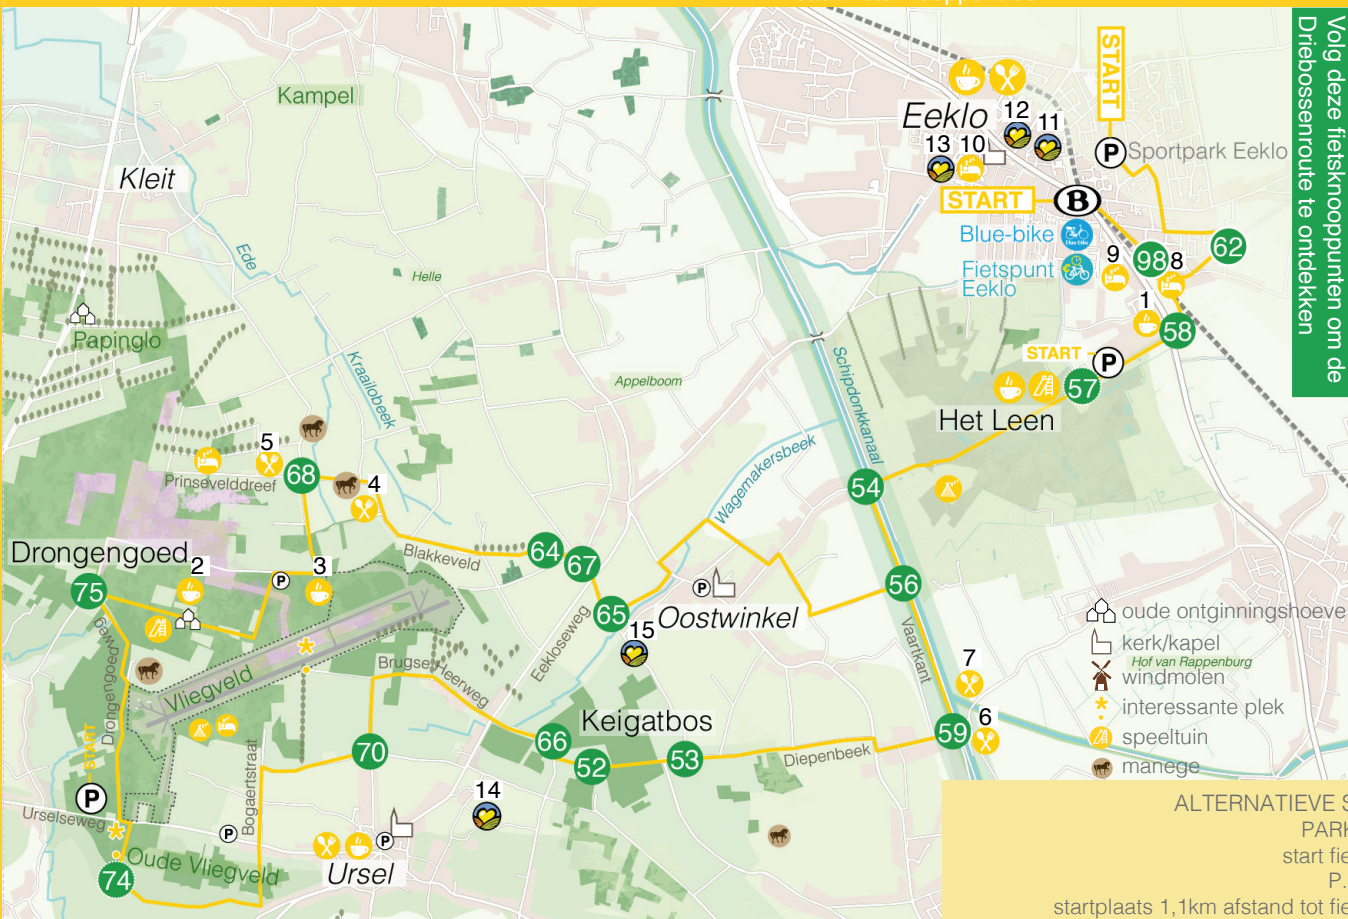 Volg deze fietsknooppunten om de
Driebossenroute te ontdekken
START
P
Sportpark Eeklo
Kampel
Eeklo
12
11
13
10
Kleit
START
B
Blue-bike
Blue-bike
Fietspunt
Eeklo
62
98
9
8
1
58
Ede
Helle
Papinglo
Kraailobeek
Appelboom
Schipdonkkanaal
START
P
57
Het Leen
5
68
Prinsevelddreef
4
Wagemakersbeek
54
Drongengoed
2
3
P
75
Blakkeveld
64
67
65
P
Oostwinkel
56
15
Eekloseweg
Vaartkant
oude ontginningshoeve
kerk/kapel
Hof van Rappenburg
windmolen
interessante plek
speeltuin
manege
Drongengoedweg
Vliegveld
Brugse Heerweg
7
6
59
Keigatbos
66
52
53
Diepenbeek
70
START
P
Urselseweg
Bogaertstraat
P
14
P
Oude Vliegveld
74
Ursel
ALTERNATIEVE S
PARK
start fie
P.
startplaats 1,1km afstand tot fie